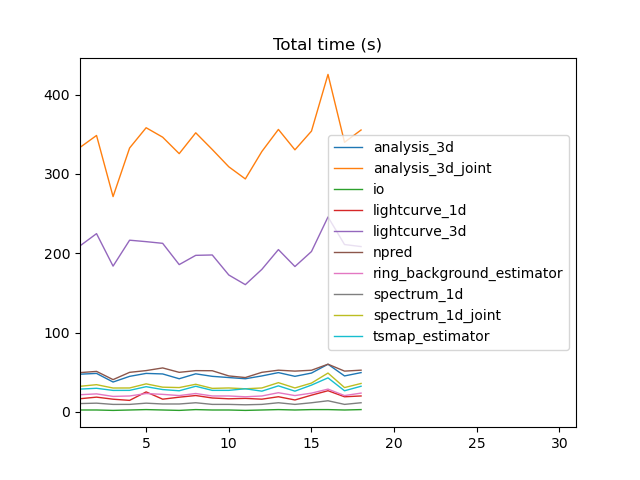 Total time (s)
400
300
200
100
0
5
10
15
20
25
30
analysis_3d
analysis_3d_joint
io
lightcurve_1d
lightcurve_3d
npred
ring_background_estimator
spectrum_1d
spectrum_1d_joint
tsmap_estimator